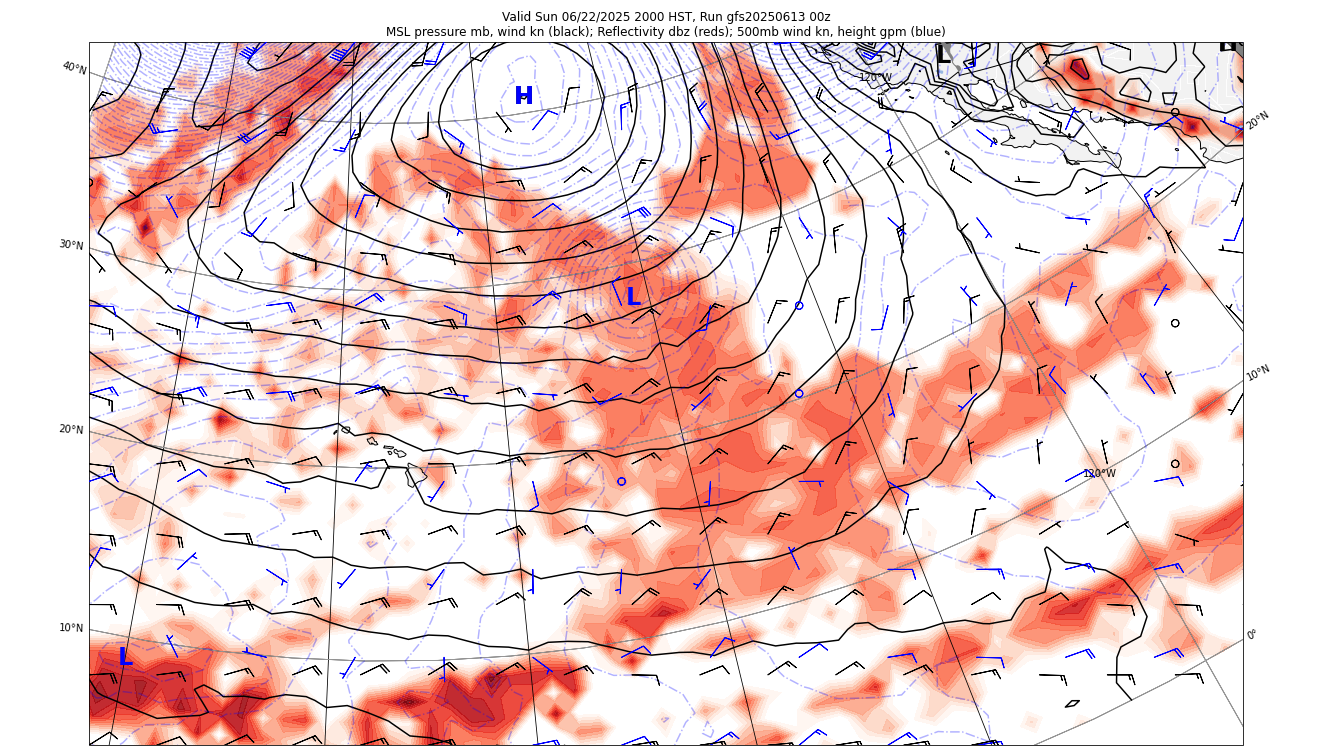 Valid Sun 06/22/2025 2000 HST, Run gfs20250613 00z
MSL pressure mb, wind kn (black); Reflectivity dbz (reds); 500mb wind kn, height gpm (blue)
H
L
40°N
H
120°W
20°N
30°N
L
10°N
20°N
120°W
10°N
0°
L